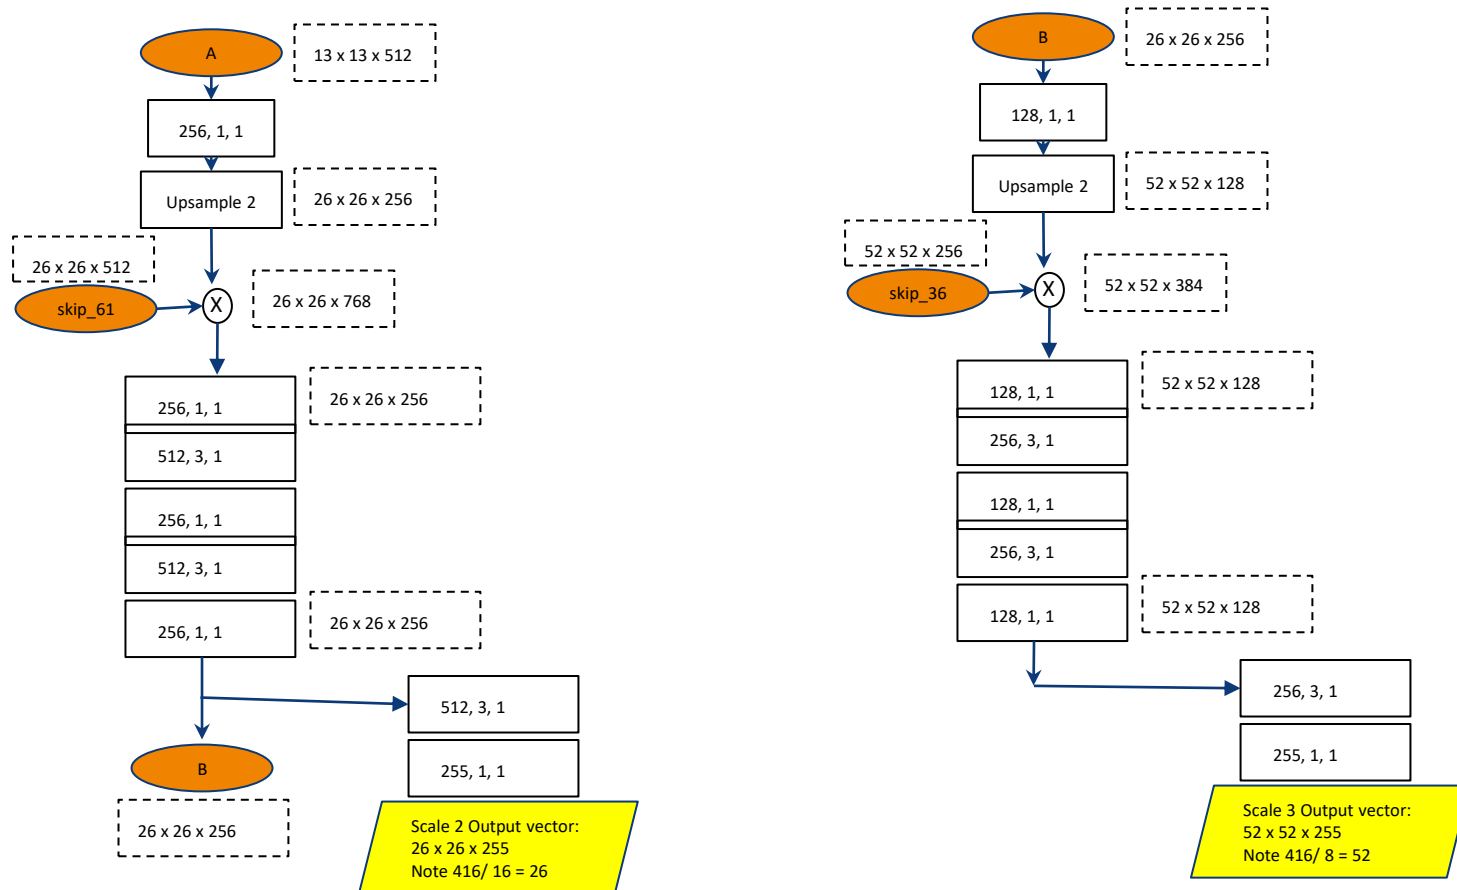 A
13 x 13 x 512
256, 1, 1
Upsample 2
26 x 26 x 256
26 x 26 x 512
skip_61
X
26 x 26 x 768
256, 1, 1
26 x 26 x 256
512, 3, 1
256, 1, 1
512, 3, 1
256, 1, 1
26 x 26 x 256
512, 3, 1
255, 1, 1
B
26 x 26 x 256
Scale 2 Output vector:
26 x 26 x 255
Note 416/ 16 = 26
B
26 x 26 x 256
128, 1, 1
Upsample 2
52 x 52 x 128
52 x 52 x 256
skip_36
X
52 x 52 x 384
128, 1, 1
52 x 52 x 128
256, 3, 1
128, 1, 1
256, 3, 1
128, 1, 1
52 x 52 x 128
256, 3, 1
255, 1, 1
Scale 3 Output vector:
52 x 52 x 255
Note 416/ 8 = 52